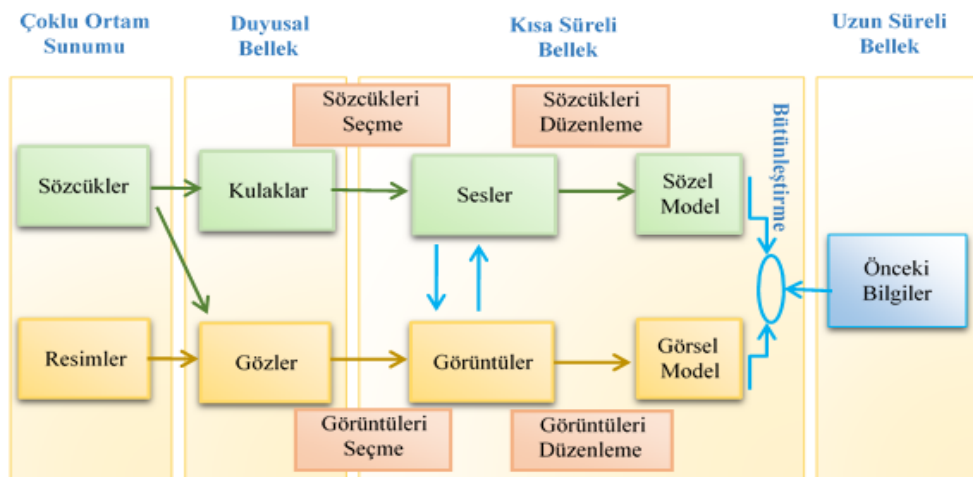 Çoklu Ortam
Sunumu
Duyusal
Bellek
Kısa Süreli
Bellek
Uzun Süreli
Bellek
Sözcükleri
Seçme
Sözcükleri
Düzenleme
Bütünleştirme
Sözcükler
Kulaklar
Sesler
Sözel
Model
Önceki
Bilgiler
Resimler
Gözler
Görüntüler
Görsel
Model
Görüntüleri
Seçme
Görüntüleri
Düzenleme